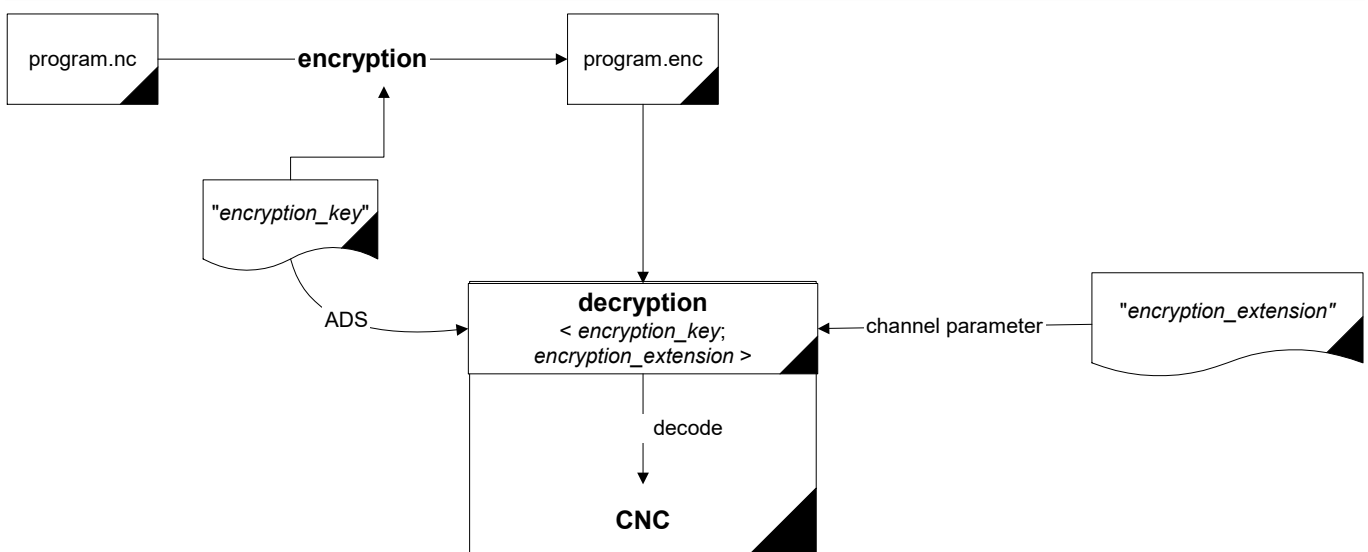 program.nc
encryption
program.enc
"encryption_key"
ADS
decryption
< encryption_key;
encryption_extension >
channel parameter
"encryption_extension"
decode
CNC